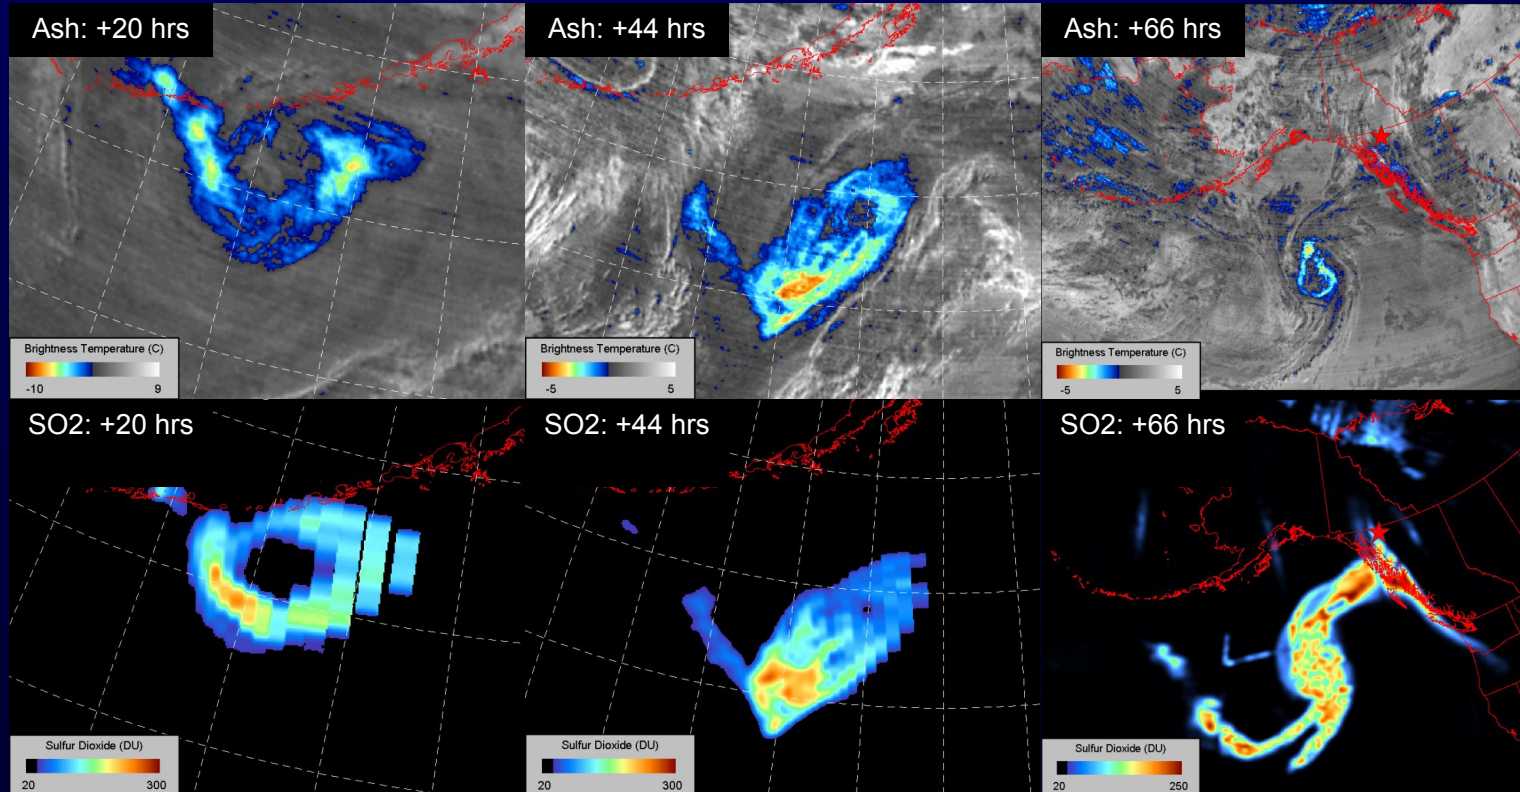 Ash: +20 hrs
Ash: +44 hrs
Ash: +66 hrs
Brightness Temperature (C)
-10 9
Brightness Temperature (C)
-5 5
Brightness Temperature (C)
-5 5
SO2: +20 hrs
SO2: +44 hrs
SO2: +66 hrs
Sulfur Dioxide (DU)
20 300
Sulfur Dioxide (DU)
20 300
Sulfur Dioxide (DU)
20 250